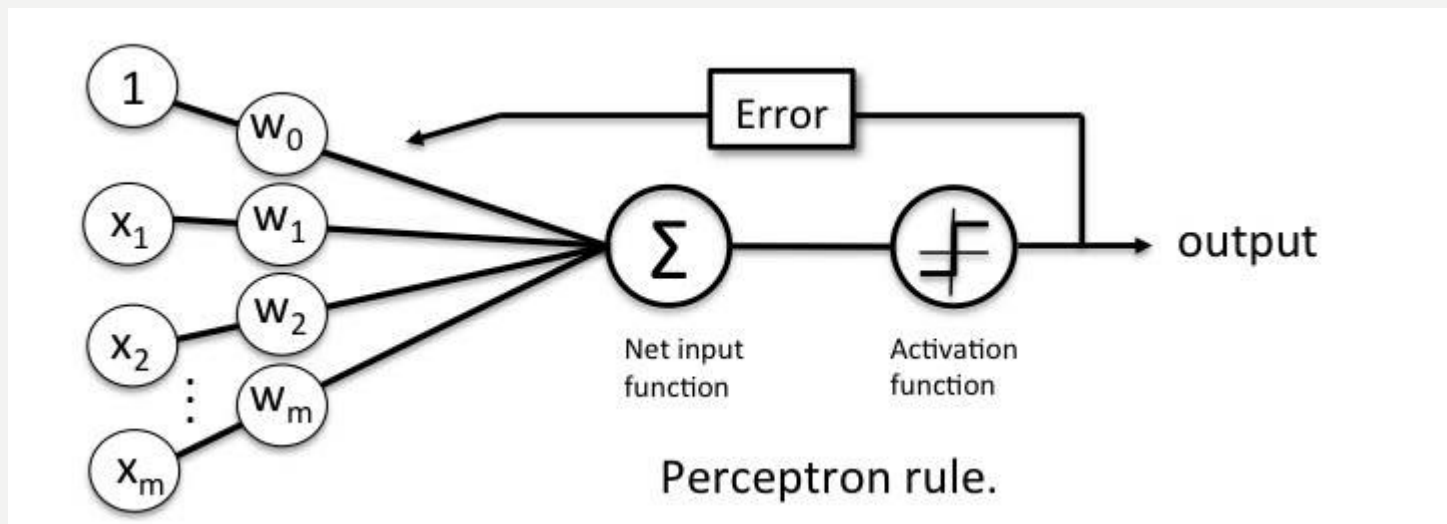 1
w₀
Error
x₁
w₁
Σ
output
w₂
x₂
Net input
function
Activation
function
⋮
wₘ
xₘ
Perceptron rule.